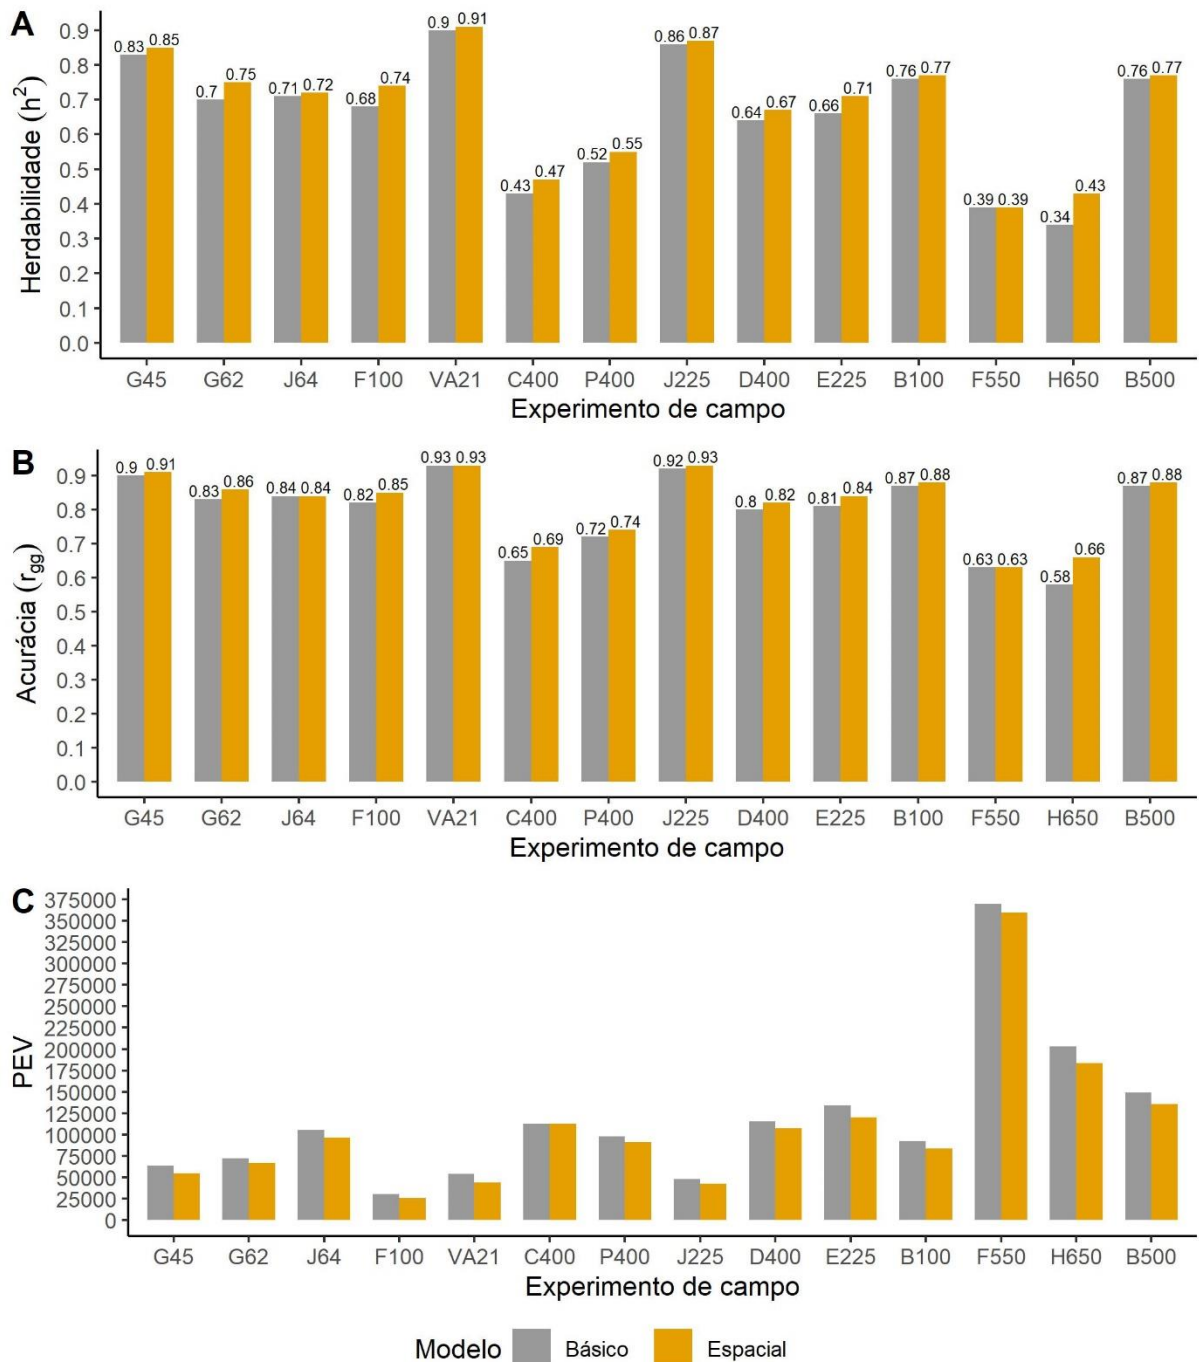 A
Herdabilidade (h²)
0.9
0.8
0.7
0.6
0.5
0.4
0.3
0.2
0.1
0.0
0.83 0.85 0.7 0.75 0.71 0.72 0.68 0.74 0.9 0.91 0.43 0.47 0.52 0.55 0.86 0.87 0.64 0.67 0.66 0.71 0.76 0.77 0.39 0.39 0.34 0.43 0.76 0.77
G45 G62 J64 F100 VA21 C400 P400 J225 D400 E225 B100 F550 H650 B500
Experimento de campo
B
Acurácia (r_gg)
0.9
0.8
0.7
0.6
0.5
0.4
0.3
0.2
0.1
0.0
0.9 0.91 0.83 0.86 0.84 0.84 0.82 0.85 0.93 0.93 0.65 0.69 0.72 0.74 0.92 0.93 0.8 0.82 0.81 0.84 0.87 0.88 0.63 0.63 0.58 0.66 0.87 0.88
G45 G62 J64 F100 VA21 C400 P400 J225 D400 E225 B100 F550 H650 B500
Experimento de campo
C
PEV
375000
350000
325000
300000
275000
250000
225000
200000
175000
150000
125000
100000
75000
50000
25000
0
G45 G62 J64 F100 VA21 C400 P400 J225 D400 E225 B100 F550 H650 B500
Experimento de campo
Modelo Básico Espacial